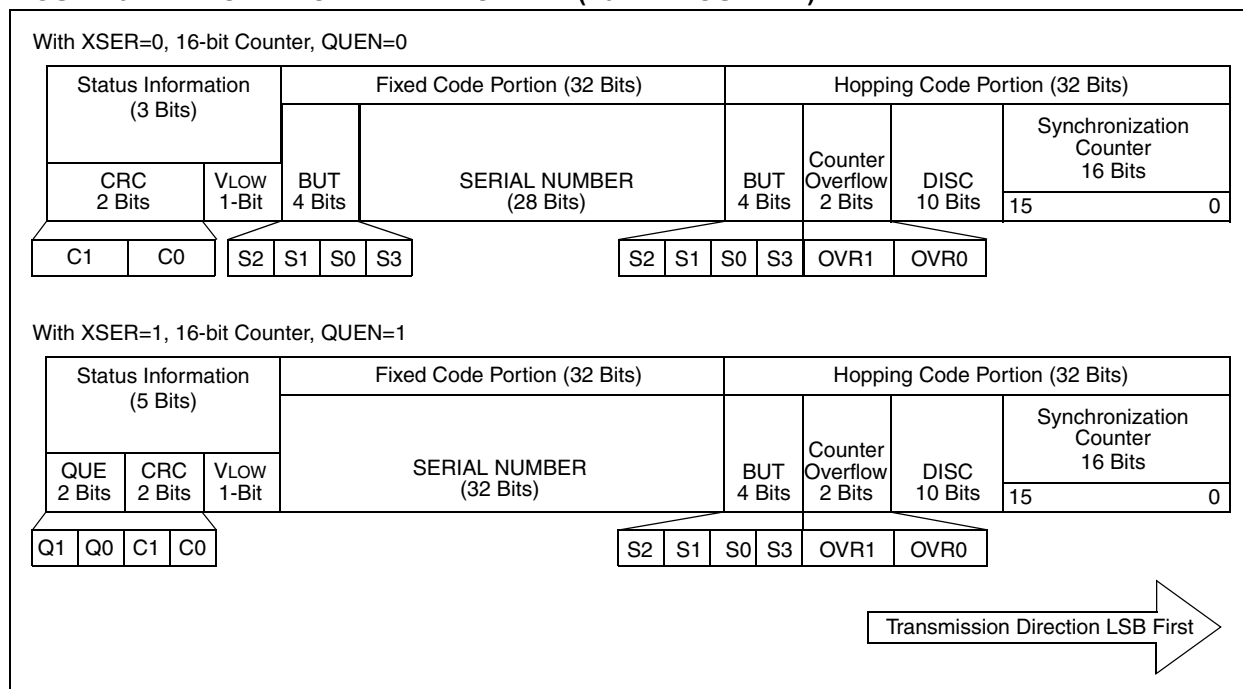 With XSER=0, 16-bit Counter, QUEN=0
Status Information
(3 Bits)
Fixed Code Portion (32 Bits)
Hopping Code Portion (32 Bits)
CRC
2 Bits
VLOW
1-Bit
BUT
4 Bits
SERIAL NUMBER
(28 Bits)
BUT
4 Bits
Counter
Overflow
2 Bits
DISC
10 Bits
Synchronization
Counter
16 Bits
15 0
C1 C0
S2 S1 S0 S3
S2 S1 S0 S3 OVR1 OVR0
With XSER=1, 16-bit Counter, QUEN=1
Status Information
(5 Bits)
Fixed Code Portion (32 Bits)
Hopping Code Portion (32 Bits)
QUE
2 Bits
CRC
2 Bits
VLOW
1-Bit
SERIAL NUMBER
(32 Bits)
BUT
4 Bits
Counter
Overflow
2 Bits
DISC
10 Bits
Synchronization
Counter
16 Bits
15 0
Q1 Q0 C1 C0
S2 S1 S0 S3 OVR1 OVR0
Transmission Direction LSB First